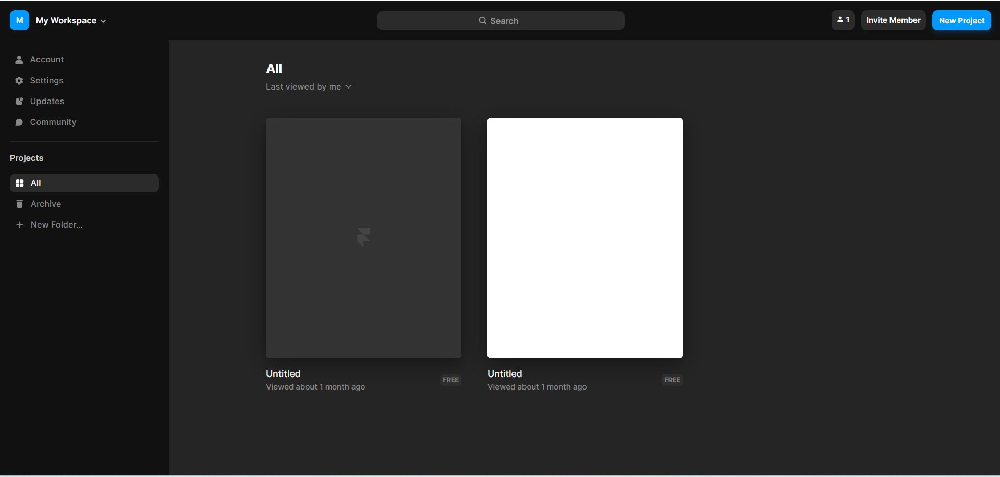 M My Workspace
Search
1 Invite Member New Project
Account
Settings
Updates
Community
Projects
All
Archive
New Folder...
All
Last viewed by me
Untitled
Viewed about 1 month ago
FREE
Untitled
Viewed about 1 month ago
FREE